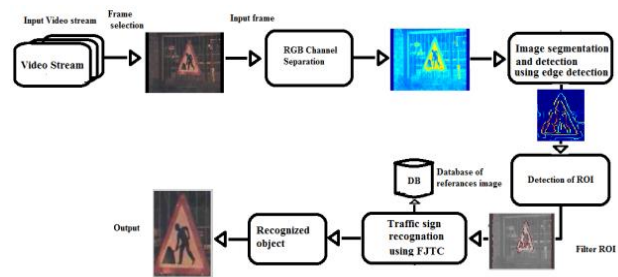 Input Video stream
Frame
selection
Input frame
Video Stream
RGB Channel
Separation
Image segmentation
and detection
using edge detection
Detection of ROI
Filter ROI
DB
Database of
referances image
Traffic sign
recognation
using FJTC
Recognized
object
Output